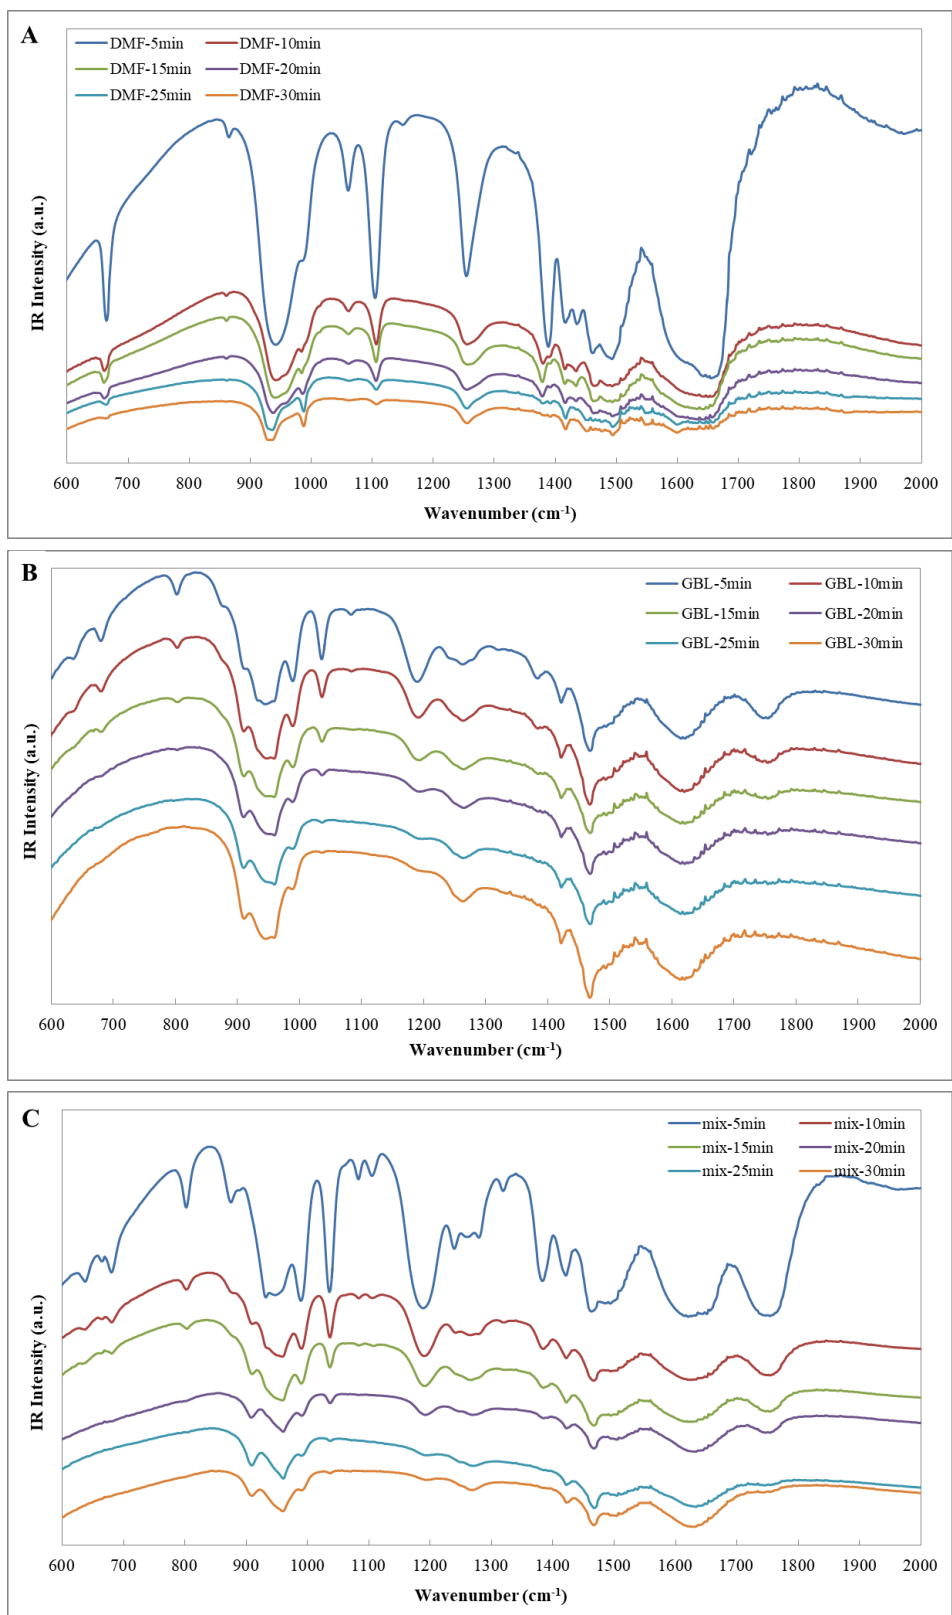 A
DMF-5min DMF-10min
DMF-15min DMF-20min
DMF-25min DMF-30min
IR Intensity (a.u.)
600 700 800 900 1000 1100 1200 1300 1400 1500 1600 1700 1800 1900 2000
Wavenumber (cm⁻¹)
B
GBL-5min GBL-10min
GBL-15min GBL-20min
GBL-25min GBL-30min
IR Intensity (a.u.)
600 700 800 900 1000 1100 1200 1300 1400 1500 1600 1700 1800 1900 2000
Wavenumber (cm⁻¹)
C
mix-5min mix-10min
mix-15min mix-20min
mix-25min mix-30min
IR Intensity (a.u.)
600 700 800 900 1000 1100 1200 1300 1400 1500 1600 1700 1800 1900 2000
Wavenumber (cm⁻¹)